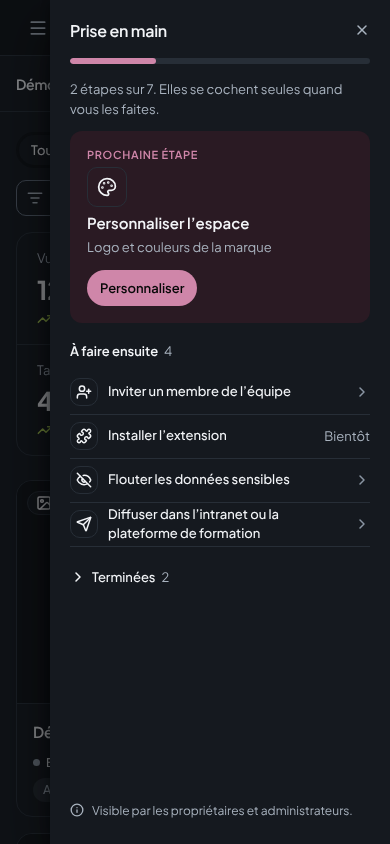 Prise en main
2 étapes sur 7. Elles se cochent seules quand
vous les faites.
PROCHAINE ÉTAPE
Personnaliser l’espace
Logo et couleurs de la marque
Personnaliser
À faire ensuite 4
Inviter un membre de l’équipe
Installer l’extension Bientôt
Flouter les données sensibles
Diffuser dans l’intranet ou la
plateforme de formation
Terminées 2
Visible par les propriétaires et administrateurs.